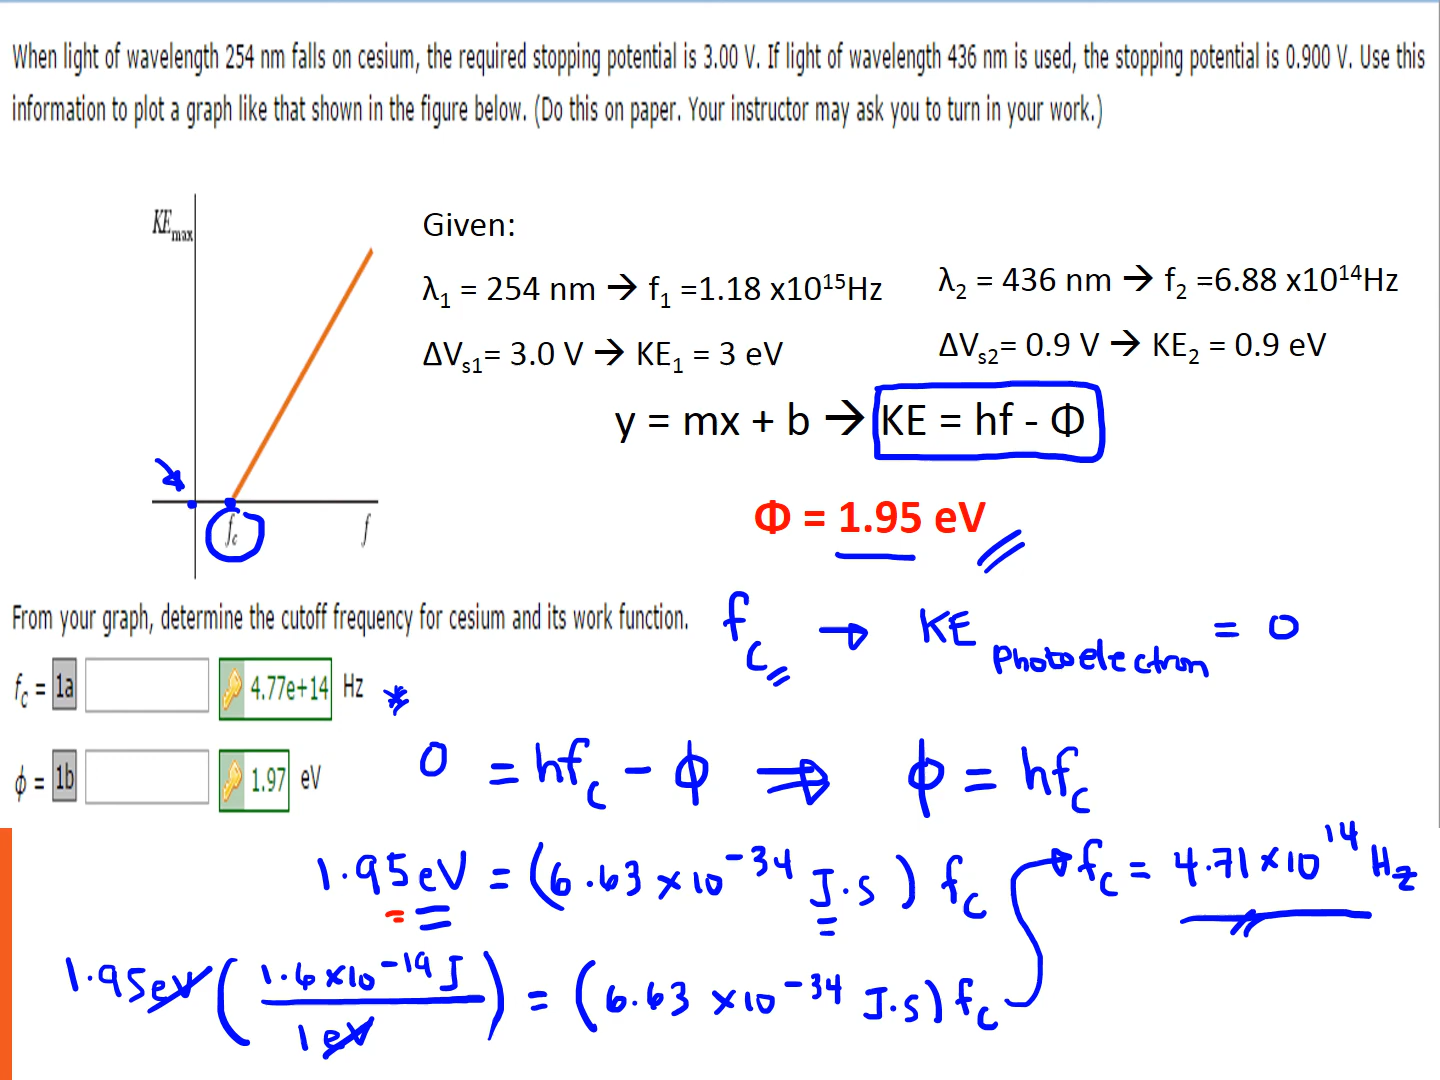 When light of wavelength 254 nm falls on cesium, the required stopping potential is 3.00 V. If light of wavelength 436 nm is used, the stopping potential is 0.900 V. Use this
information to plot a graph like that shown in the figure below. (Do this on paper. Your instructor may ask you to turn in your work.)
KEmax
Given:
λ₁ = 254 nm → f₁ =1.18 x10¹⁵Hz
λ₂ = 436 nm → f₂ =6.88 x10¹⁴Hz
ΔVs1= 3.0 V → KE₁ = 3 eV
ΔVs2= 0.9 V → KE₂ = 0.9 eV
y = mx + b → KE = hf - Φ
Φ = 1.95 eV
fc f
From your graph, determine the cutoff frequency for cesium and its work function.
fc → KE Photoelectron = 0
fc = 1a 4.77e+14 Hz *
0 = hfc - ϕ ⇒ ϕ = hfc
ϕ = 1b 1.97 eV
1.95 eV = (6.63 x 10⁻³⁴ J.s) fc
fc = 4.71 x 10¹⁴ Hz
1.95 eV (1.6 x 10⁻¹⁹ J / 1 eV) = (6.63 x 10⁻³⁴ J.s) fc